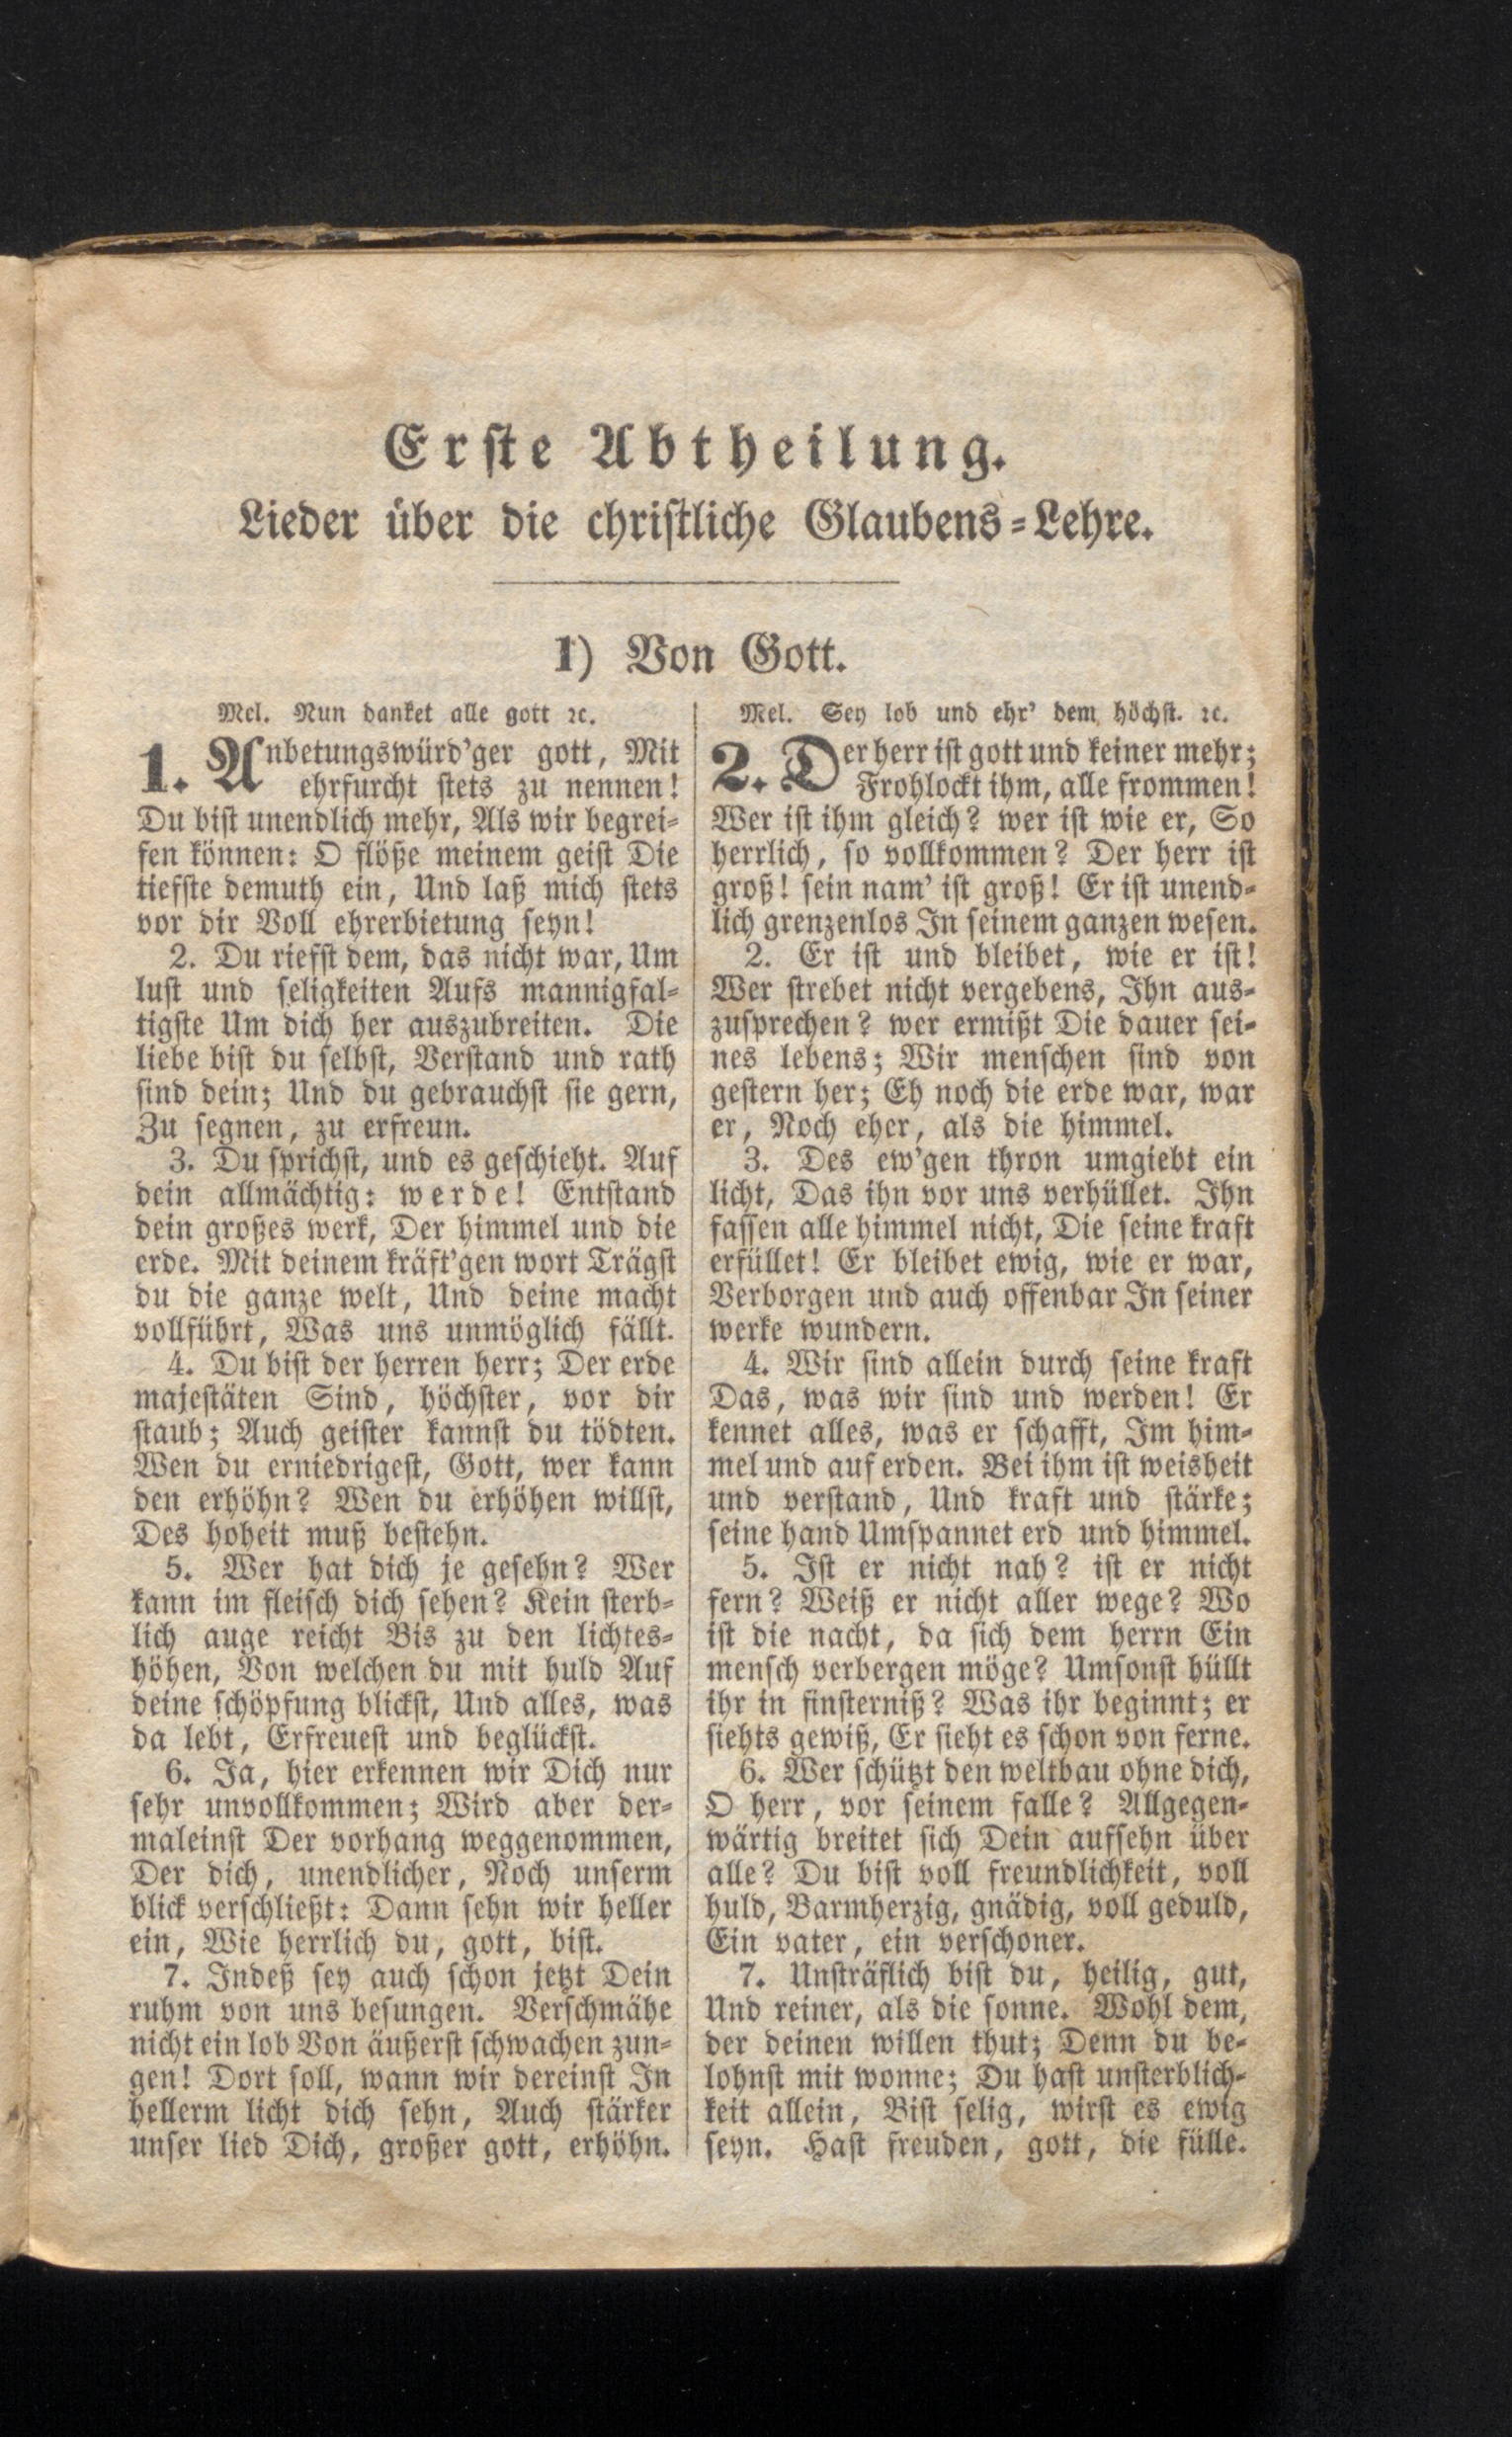 Erste Abtheilung.
Lieder über die christliche Glaubens-Lehre.
1) Von Gott.
Mel. Nun danket alle gott ꝛc.
1. Anbetungswürd'ger gott, Mit
ehrfurcht stets zu nennen!
Du bist unendlich mehr, Als wir begrei-
fen können: O flöße meinem geist Die
tiefste demuth ein, Und laß mich stets
vor dir Voll ehrerbietung seyn!
2. Du riefst dem, das nicht war, Um
lust und seligkeiten Aufs mannigfal-
tigste Um dich her auszubreiten. Die
liebe bist du selbst, Verstand und rath
sind dein; Und du gebrauchst sie gern,
Zu segnen, zu erfreun.
3. Du sprichst, und es geschieht. Auf
dein allmächtig: werde! Entstand
dein großes werk, Der himmel und die
erde. Mit deinem kräft'gen wort Trägst
du die ganze welt, Und deine macht
vollführt, Was uns unmöglich fällt.
4. Du bist der herren herr; Der erde
majestäten Sind, höchster, vor dir
staub; Auch geister kannst du tödten.
Wen du erniedrigest, Gott, wer kann
den erhöhn? Wen du erhöhen willst,
Des hoheit muß bestehn.
5. Wer hat dich je gesehn? Wer
kann im fleisch dich sehen? Kein sterb-
lich auge reicht Bis zu den lichtes-
höhen, Von welchen du mit huld Auf
deine schöpfung blickst, Und alles, was
da lebt, Erfreuest und beglückst.
6. Ja, hier erkennen wir Dich nur
sehr unvollkommen; Wird aber der-
maleinst Der vorhang weggenommen,
Der dich, unendlicher, Noch unserm
blick verschließt: Dann sehn wir heller
ein, Wie herrlich du, gott, bist.
7. Indeß sey auch schon jetzt Dein
ruhm von uns besungen. Verschmähe
nicht ein lob Von äußerst schwachen zun-
gen! Dort soll, wann wir dereinst In
hellerm licht dich sehn, Auch stärker
unser lied Dich, großer gott, erhöhn.
Mel. Sey lob und ehr' dem höchst. ꝛc.
2. Der herr ist gott und keiner mehr;
Frohlockt ihm, alle frommen!
Wer ist ihm gleich? wer ist wie er, So
herrlich, so vollkommen? Der herr ist
groß! sein nam' ist groß! Er ist unend-
lich grenzenlos In seinem ganzen wesen.
2. Er ist und bleibet, wie er ist!
Wer strebet nicht vergebens, Ihn aus-
zusprechen? wer ermißt Die dauer sei-
nes lebens; Wir menschen sind von
gestern her; Eh noch die erde war, war
er, Noch eher, als die himmel.
3. Des ew'gen thron umgiebt ein
licht, Das ihn vor uns verhüllet. Ihn
fassen alle himmel nicht, Die seine kraft
erfüllet! Er bleibet ewig, wie er war,
Verborgen und auch offenbar In seiner
werke wundern.
4. Wir sind allein durch seine kraft
Das, was wir sind und werden! Er
kennet alles, was er schafft, Im him-
mel und auf erden. Bei ihm ist weisheit
und verstand, Und kraft und stärke;
seine hand Umspannet erd und himmel.
5. Ist er nicht nah? ist er nicht
fern? Weiß er nicht aller wege? Wo
ist die nacht, da sich dem herrn Ein
mensch verbergen möge? Umsonst hüllt
ihr in finsterniß? Was ihr beginnt; er
siehts gewiß, Er sieht es schon von ferne.
6. Wer schützt den weltbau ohne dich,
O herr, vor seinem falle? Allgegen-
wärtig breitet sich Dein aufsehn über
alle? Du bist voll freundlichkeit, voll
huld, Barmherzig, gnädig, voll geduld,
Ein vater, ein verschoner.
7. Unsträflich bist du, heilig, gut,
Und reiner, als die sonne. Wohl dem,
der deinen willen thut; Denn du be-
lohnst mit wonne; Du hast unsterblich-
keit allein, Bist selig, wirst es ewig
seyn. Hast freuden, gott, die fülle.